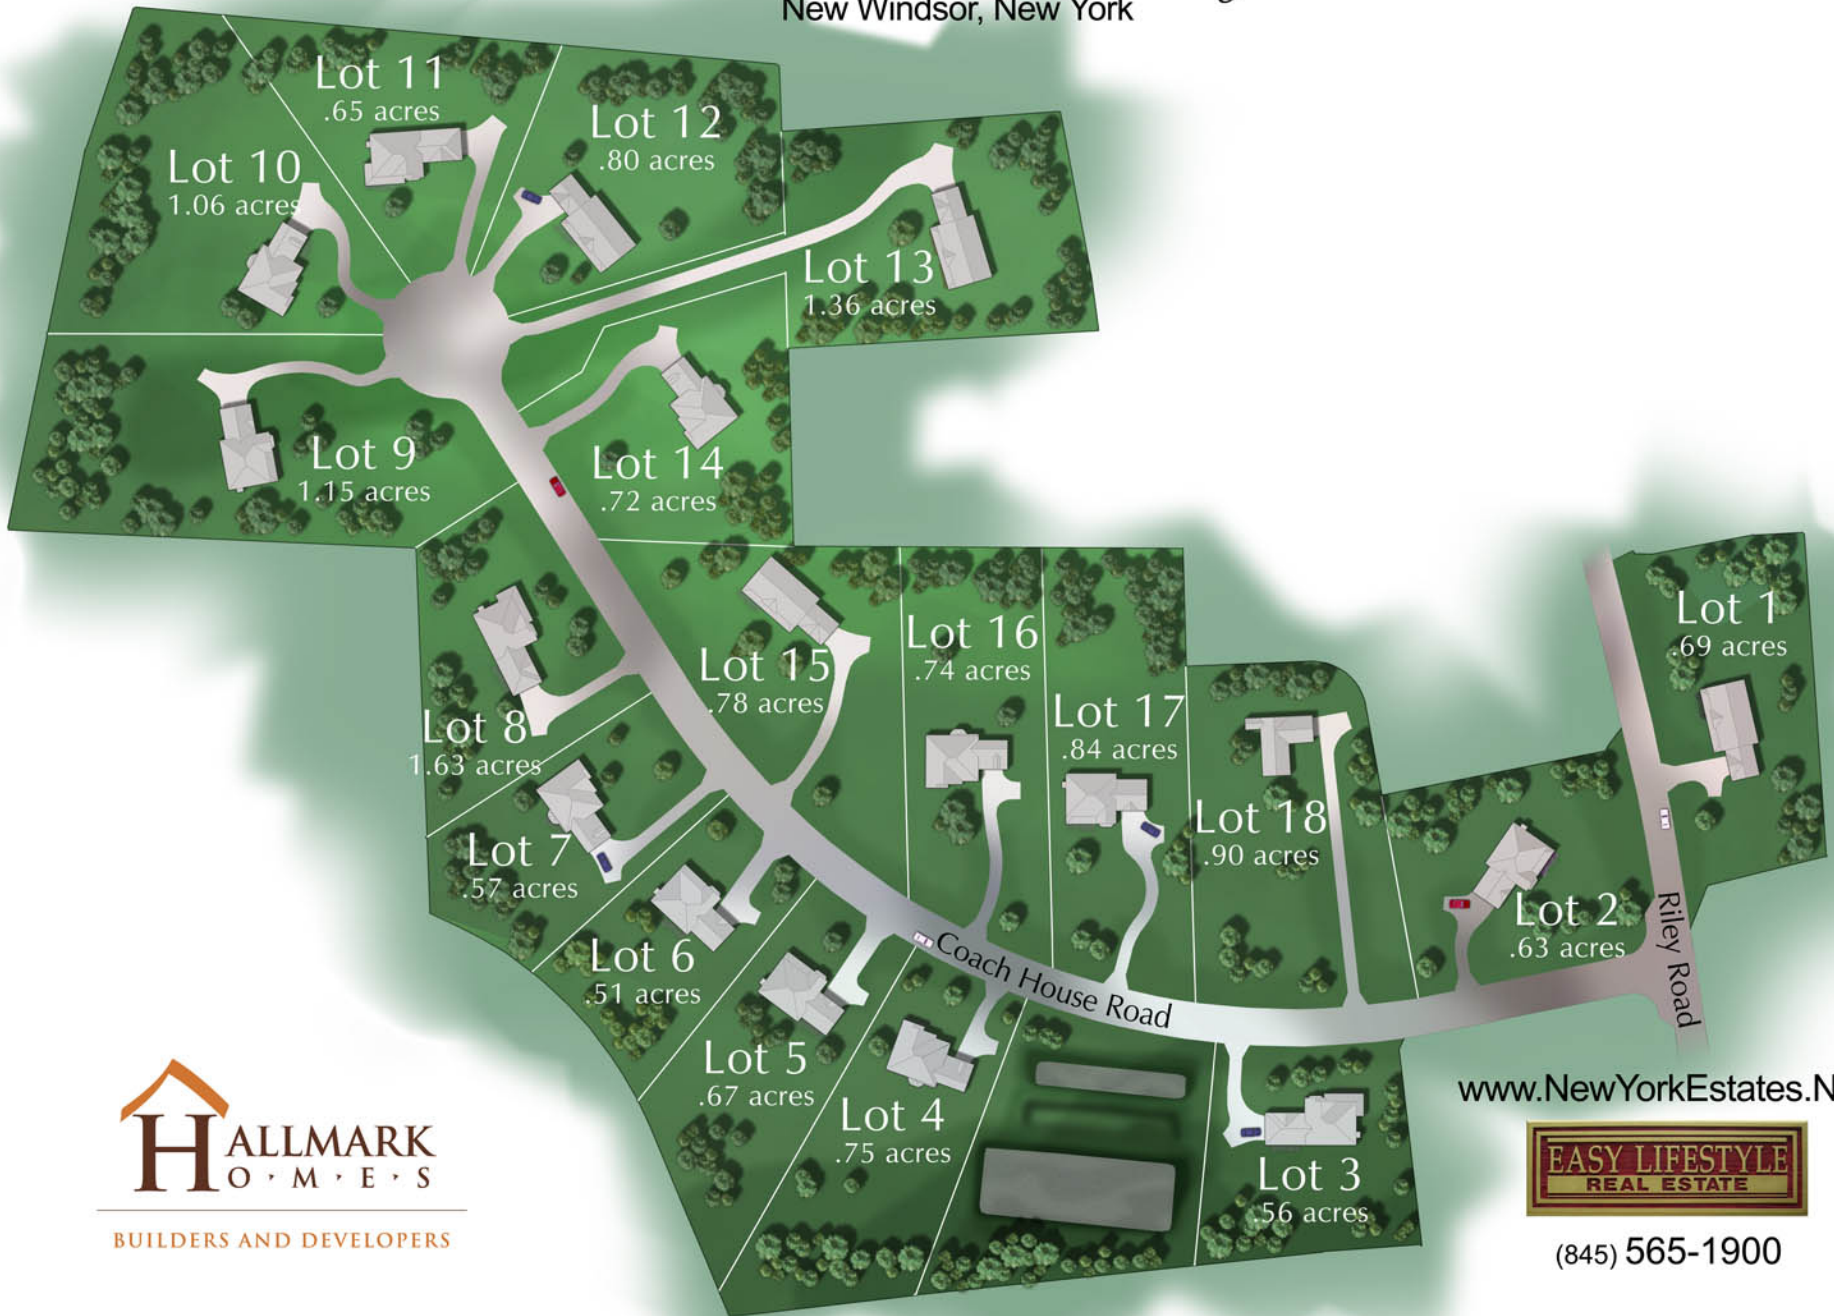 New Windsor, New York
Lot 11
.65 acres
Lot 12
.80 acres
Lot 10
1.06 acres
Lot 13
1.36 acres
Lot 9
1.15 acres
Lot 14
.72 acres
Lot 1
.69 acres
Lot 16
.74 acres
Lot 15
.78 acres
Lot 17
.84 acres
Lot 8
1.63 acres
Lot 18
.90 acres
Lot 7
.57 acres
Lot 2
.63 acres
Riley Road
Lot 6
.51 acres
Coach House Road
Lot 5
.67 acres
Lot 4
.75 acres
Lot 3
.56 acres
HALLMARK
HO·M·E·S
BUILDERS AND DEVELOPERS
www.NewYorkEstates.N
EASY LIFESTYLE
REAL ESTATE
(845) 565-1900